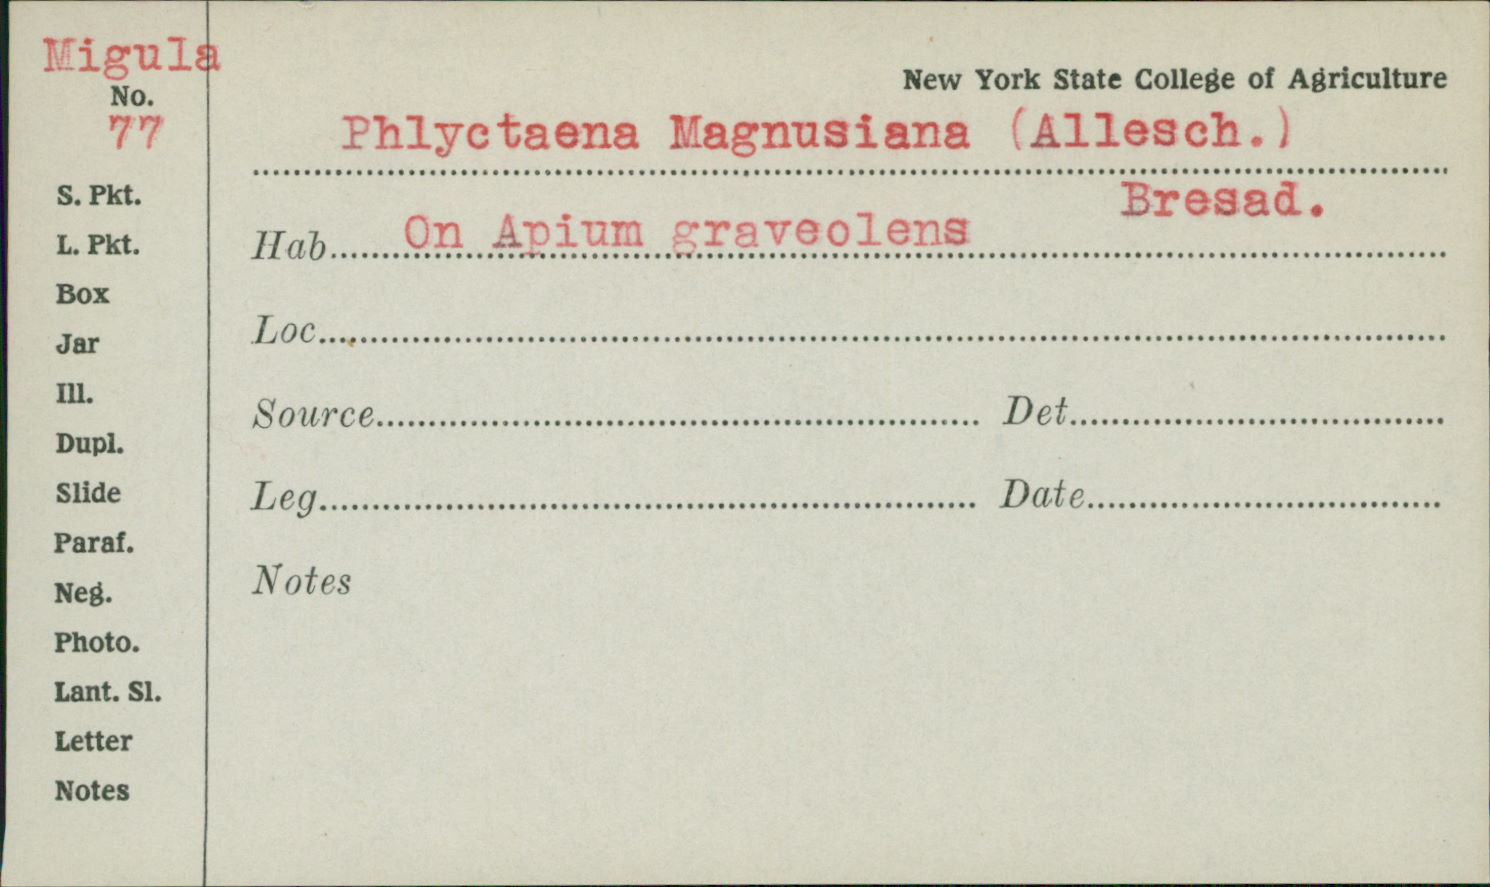 Migula
No.
77
New York State College of Agriculture
Phlyctaena Magnusiana (Allesch.)
Bresad.
Hab. On Apium graveolens
Loc.
Source
Det.
Leg.
Date
Notes
S. Pkt.
L. Pkt.
Box
Jar
Ill.
Dupl.
Slide
Paraf.
Neg.
Photo.
Lant. Sl.
Letter
Notes